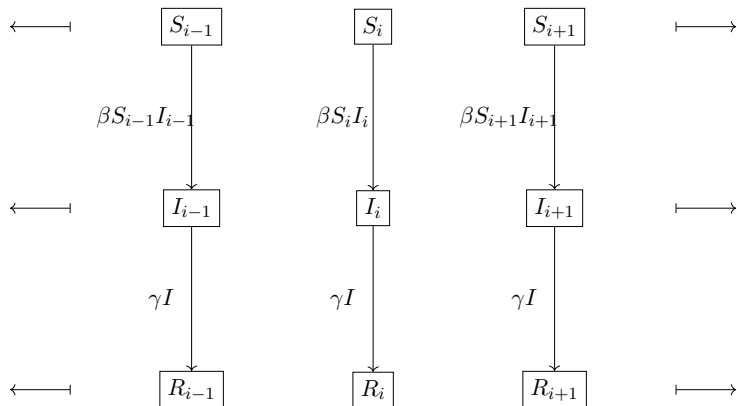 S_{i−1} S_i S_{i+1}
βS_{i−1}I_{i−1} βS_iI_i βS_{i+1}I_{i+1}
I_{i−1} I_i I_{i+1}
γI γI γI
R_{i−1} R_i R_{i+1}